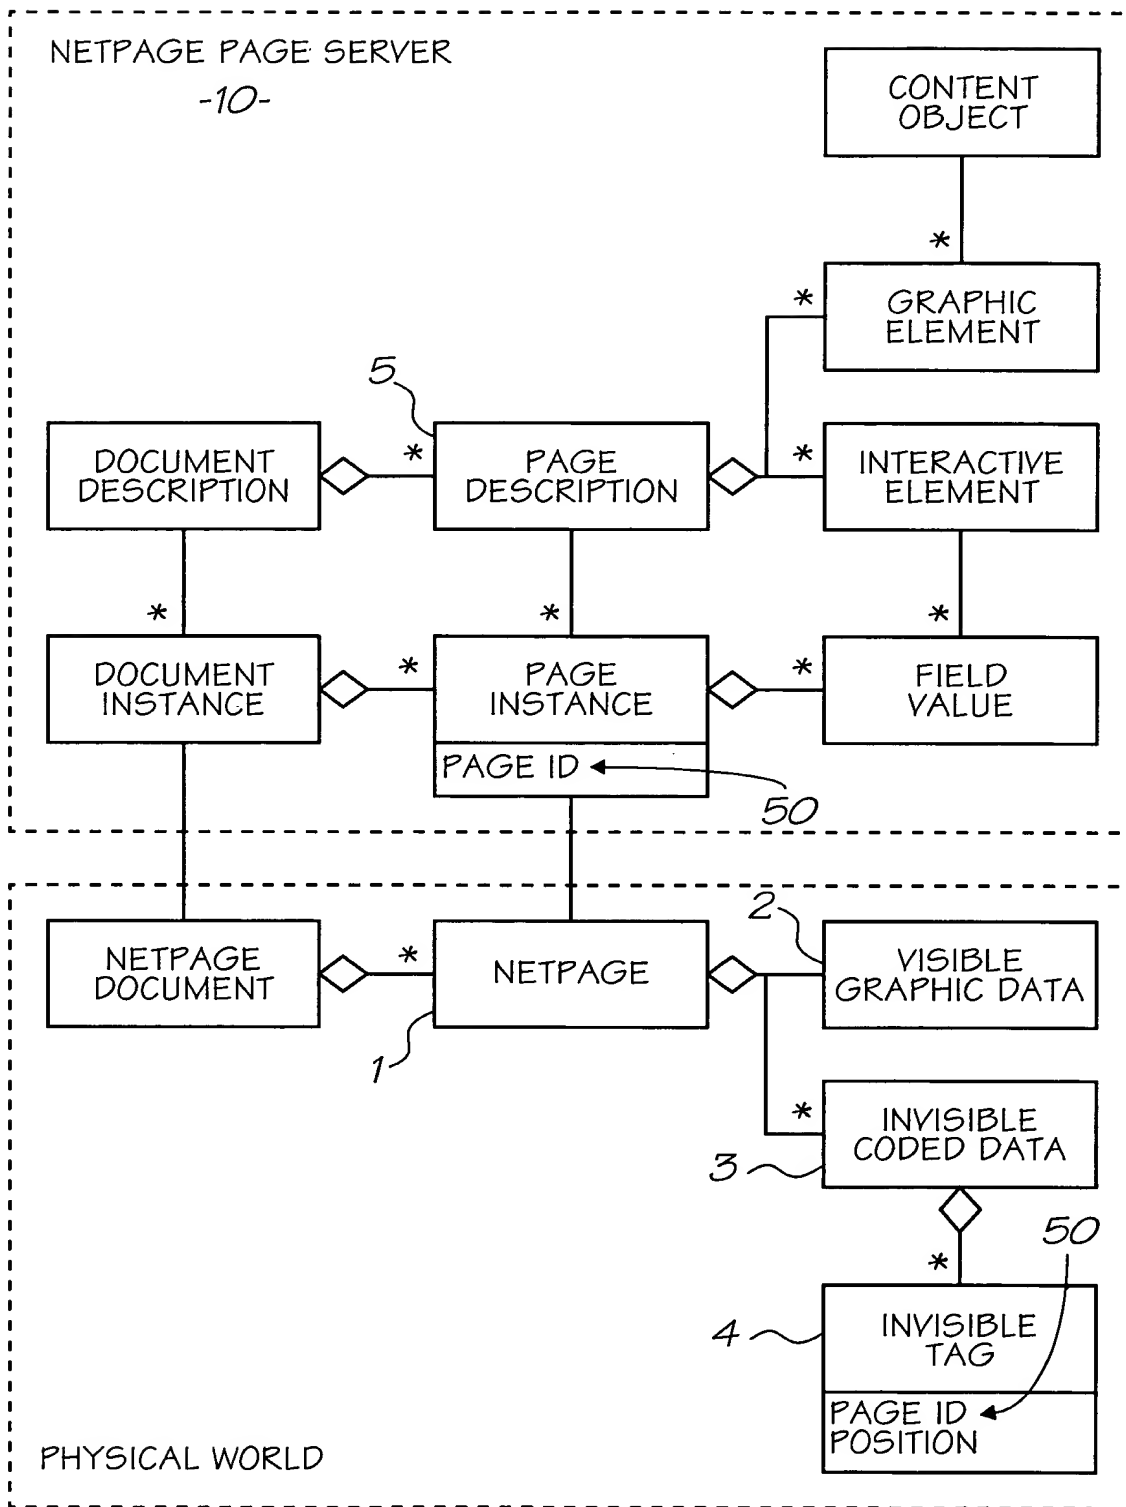 NETPAGE PAGE SERVER
-10-
CONTENT
OBJECT
*
*
GRAPHIC
ELEMENT
5
DOCUMENT
DESCRIPTION
*
PAGE
DESCRIPTION
*
INTERACTIVE
ELEMENT
*
*
*
DOCUMENT
INSTANCE
*
PAGE
INSTANCE
*
FIELD
VALUE
PAGE ID
50
2
NETPAGE
DOCUMENT
*
NETPAGE
VISIBLE
GRAPHIC DATA
1
*
INVISIBLE
CODED DATA
3
50
*
4
INVISIBLE
TAG
PAGE ID
POSITION
PHYSICAL WORLD